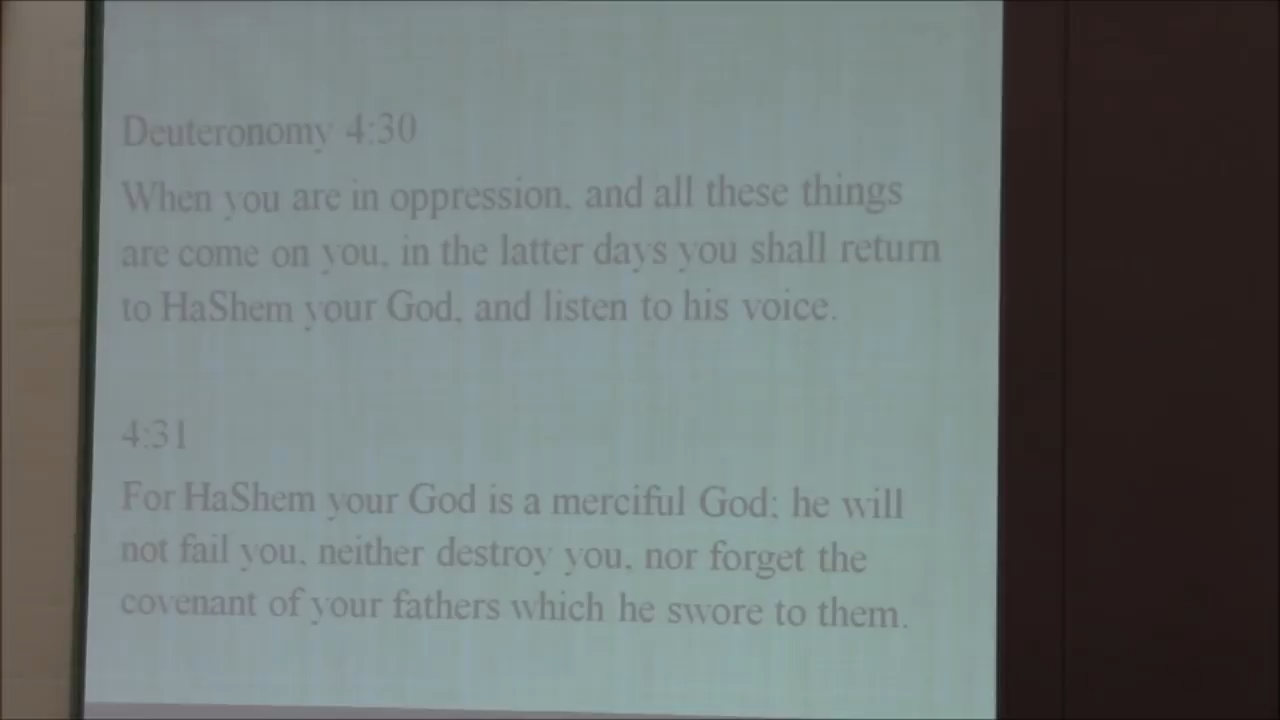 Deuteronomy 4:30
When you are in oppression, and all these things
are come on you, in the latter days you shall return
to HaShem your God, and listen to his voice.
4:31
For HaShem your God is a merciful God; he will
not fail you, neither destroy you, nor forget the
covenant of your fathers which he swore to them.